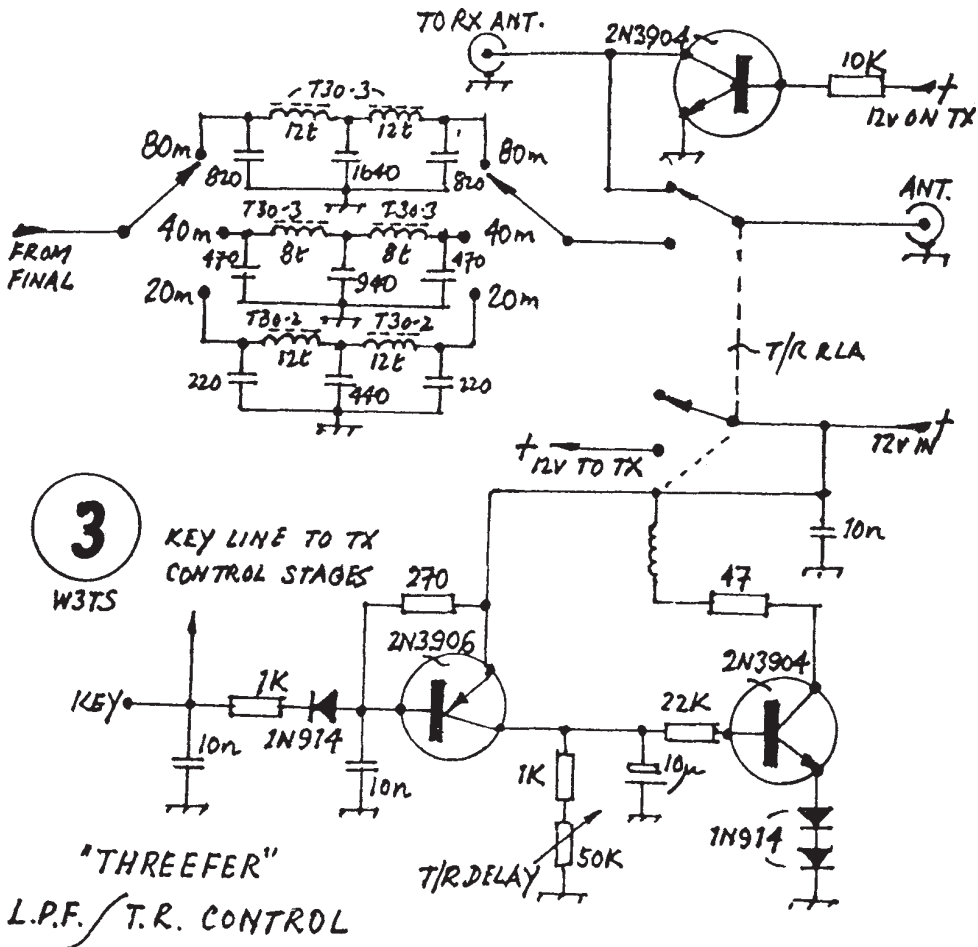 TO RX ANT.
2N3904
10K
+
12V ON TX
T30-3
12t
12t
80m
820
1640
820
80m
ANT.
T30-3
T30-3
40m
8t
8t
40m
470
940
470
FROM
FINAL
20m
T30-2
T30-2
20m
12t
12t
220
440
220
T/R RLA
+
12V TO TX
12V IN
+
3
W3TS
KEY LINE TO TX
CONTROL STAGES
10n
270
47
2N3906
2N3904
KEY
1K
1N914
22K
10n
10n
1K
10µ
1N914
T/R DELAY
50K
"THREEFER"
L.P.F./T.R. CONTROL